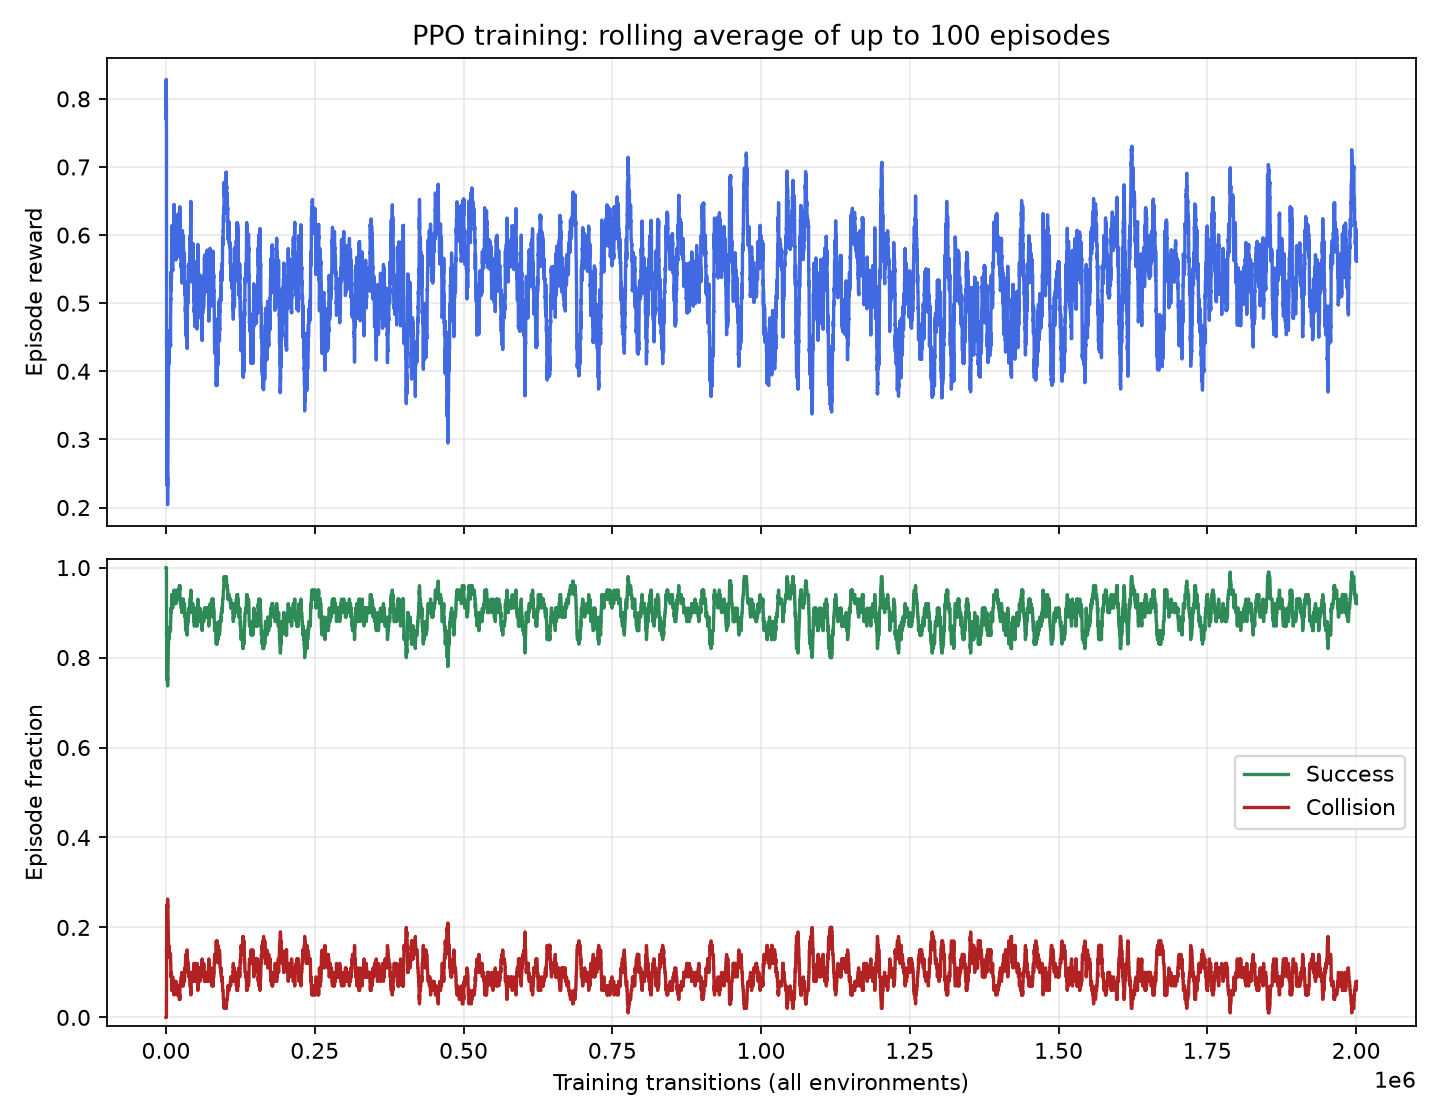 PPO training: rolling average of up to 100 episodes
Episode reward
0.8
0.7
0.6
0.5
0.4
0.3
0.2
Episode fraction
1.0
0.8
0.6
0.4
0.2
0.0
Success
Collision
0.00 0.25 0.50 0.75 1.00 1.25 1.50 1.75 2.00
1e6
Training transitions (all environments)